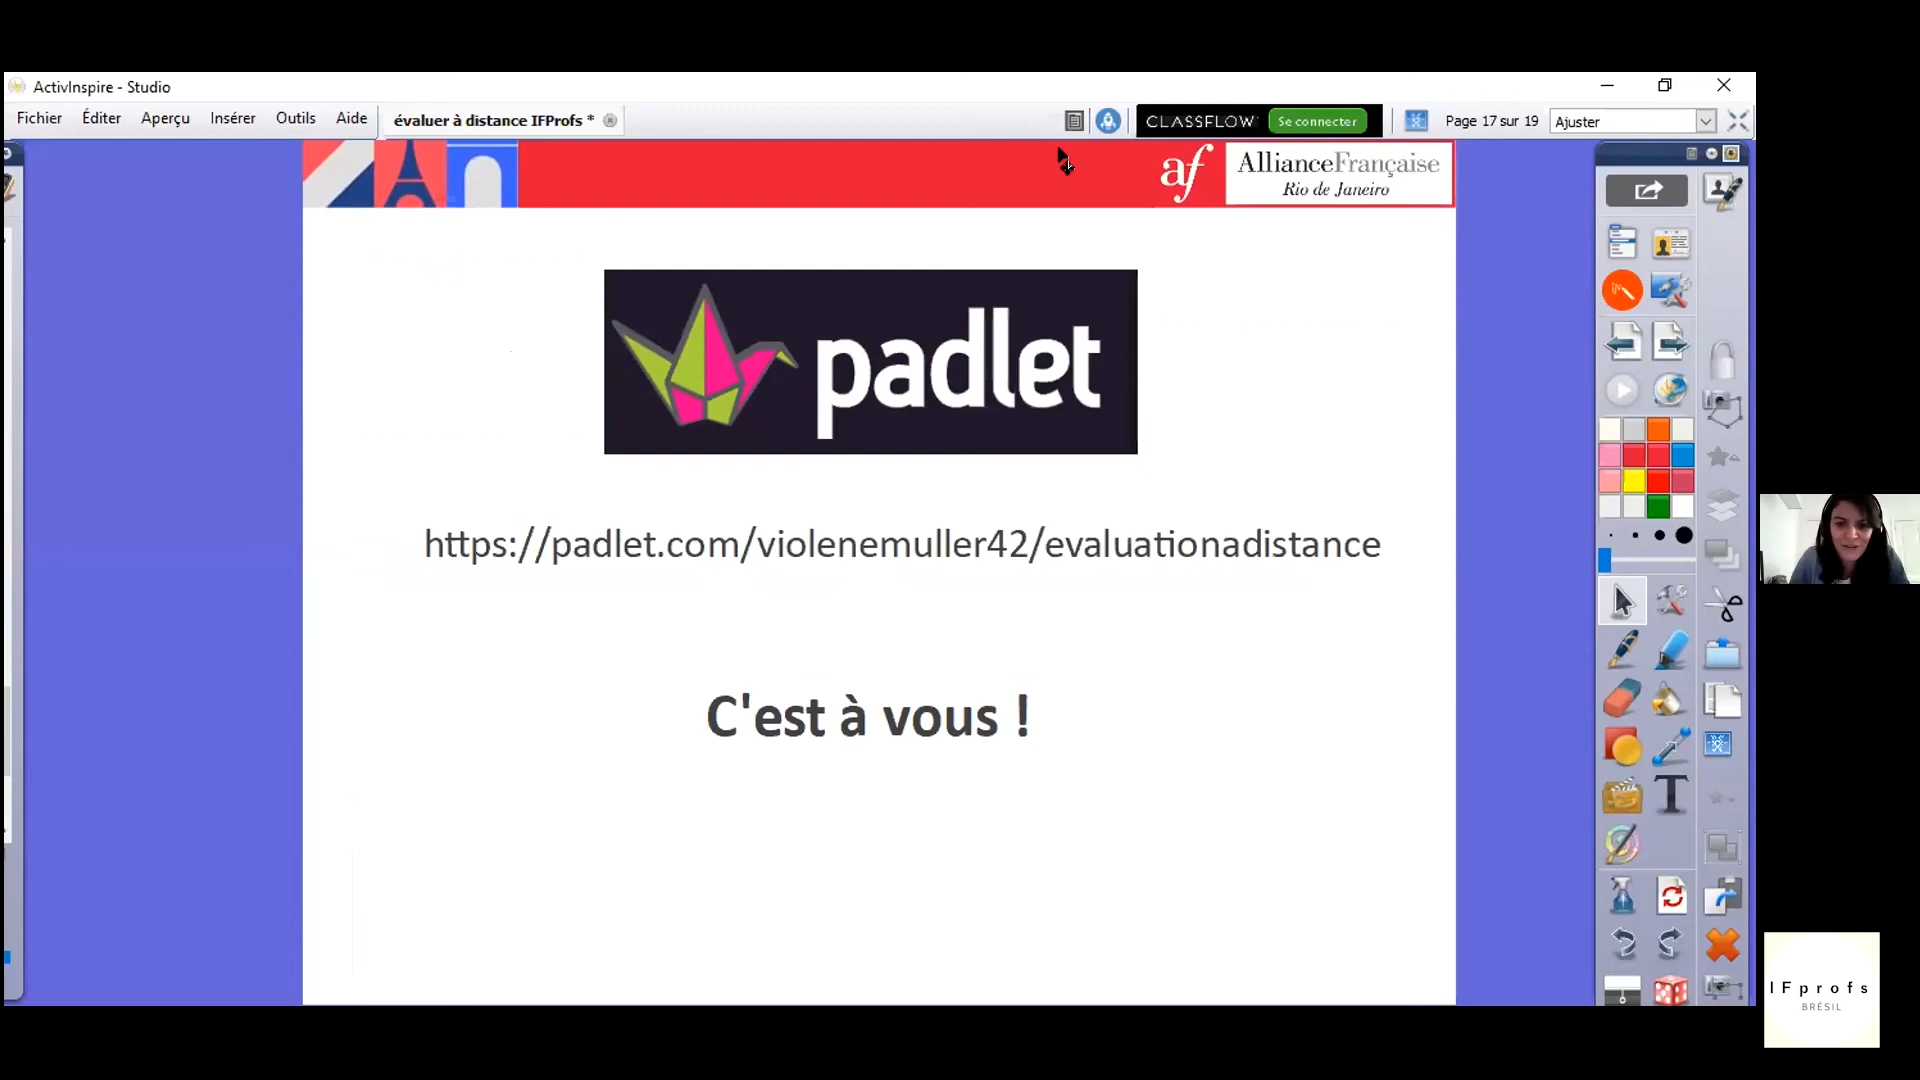 ActivInspire - Studio
Fichier Éditer Aperçu Insérer Outils Aide
évaluer à distance IFProfs *
CLASSFLOW Se connecter
Page 17 sur 19
Ajuster
af
AllianceFrançaise
Rio de Janeiro
padlet
https://padlet.com/violenemuller42/evaluationadistance
C'est à vous !
T
IFprofs
BRÉSIL